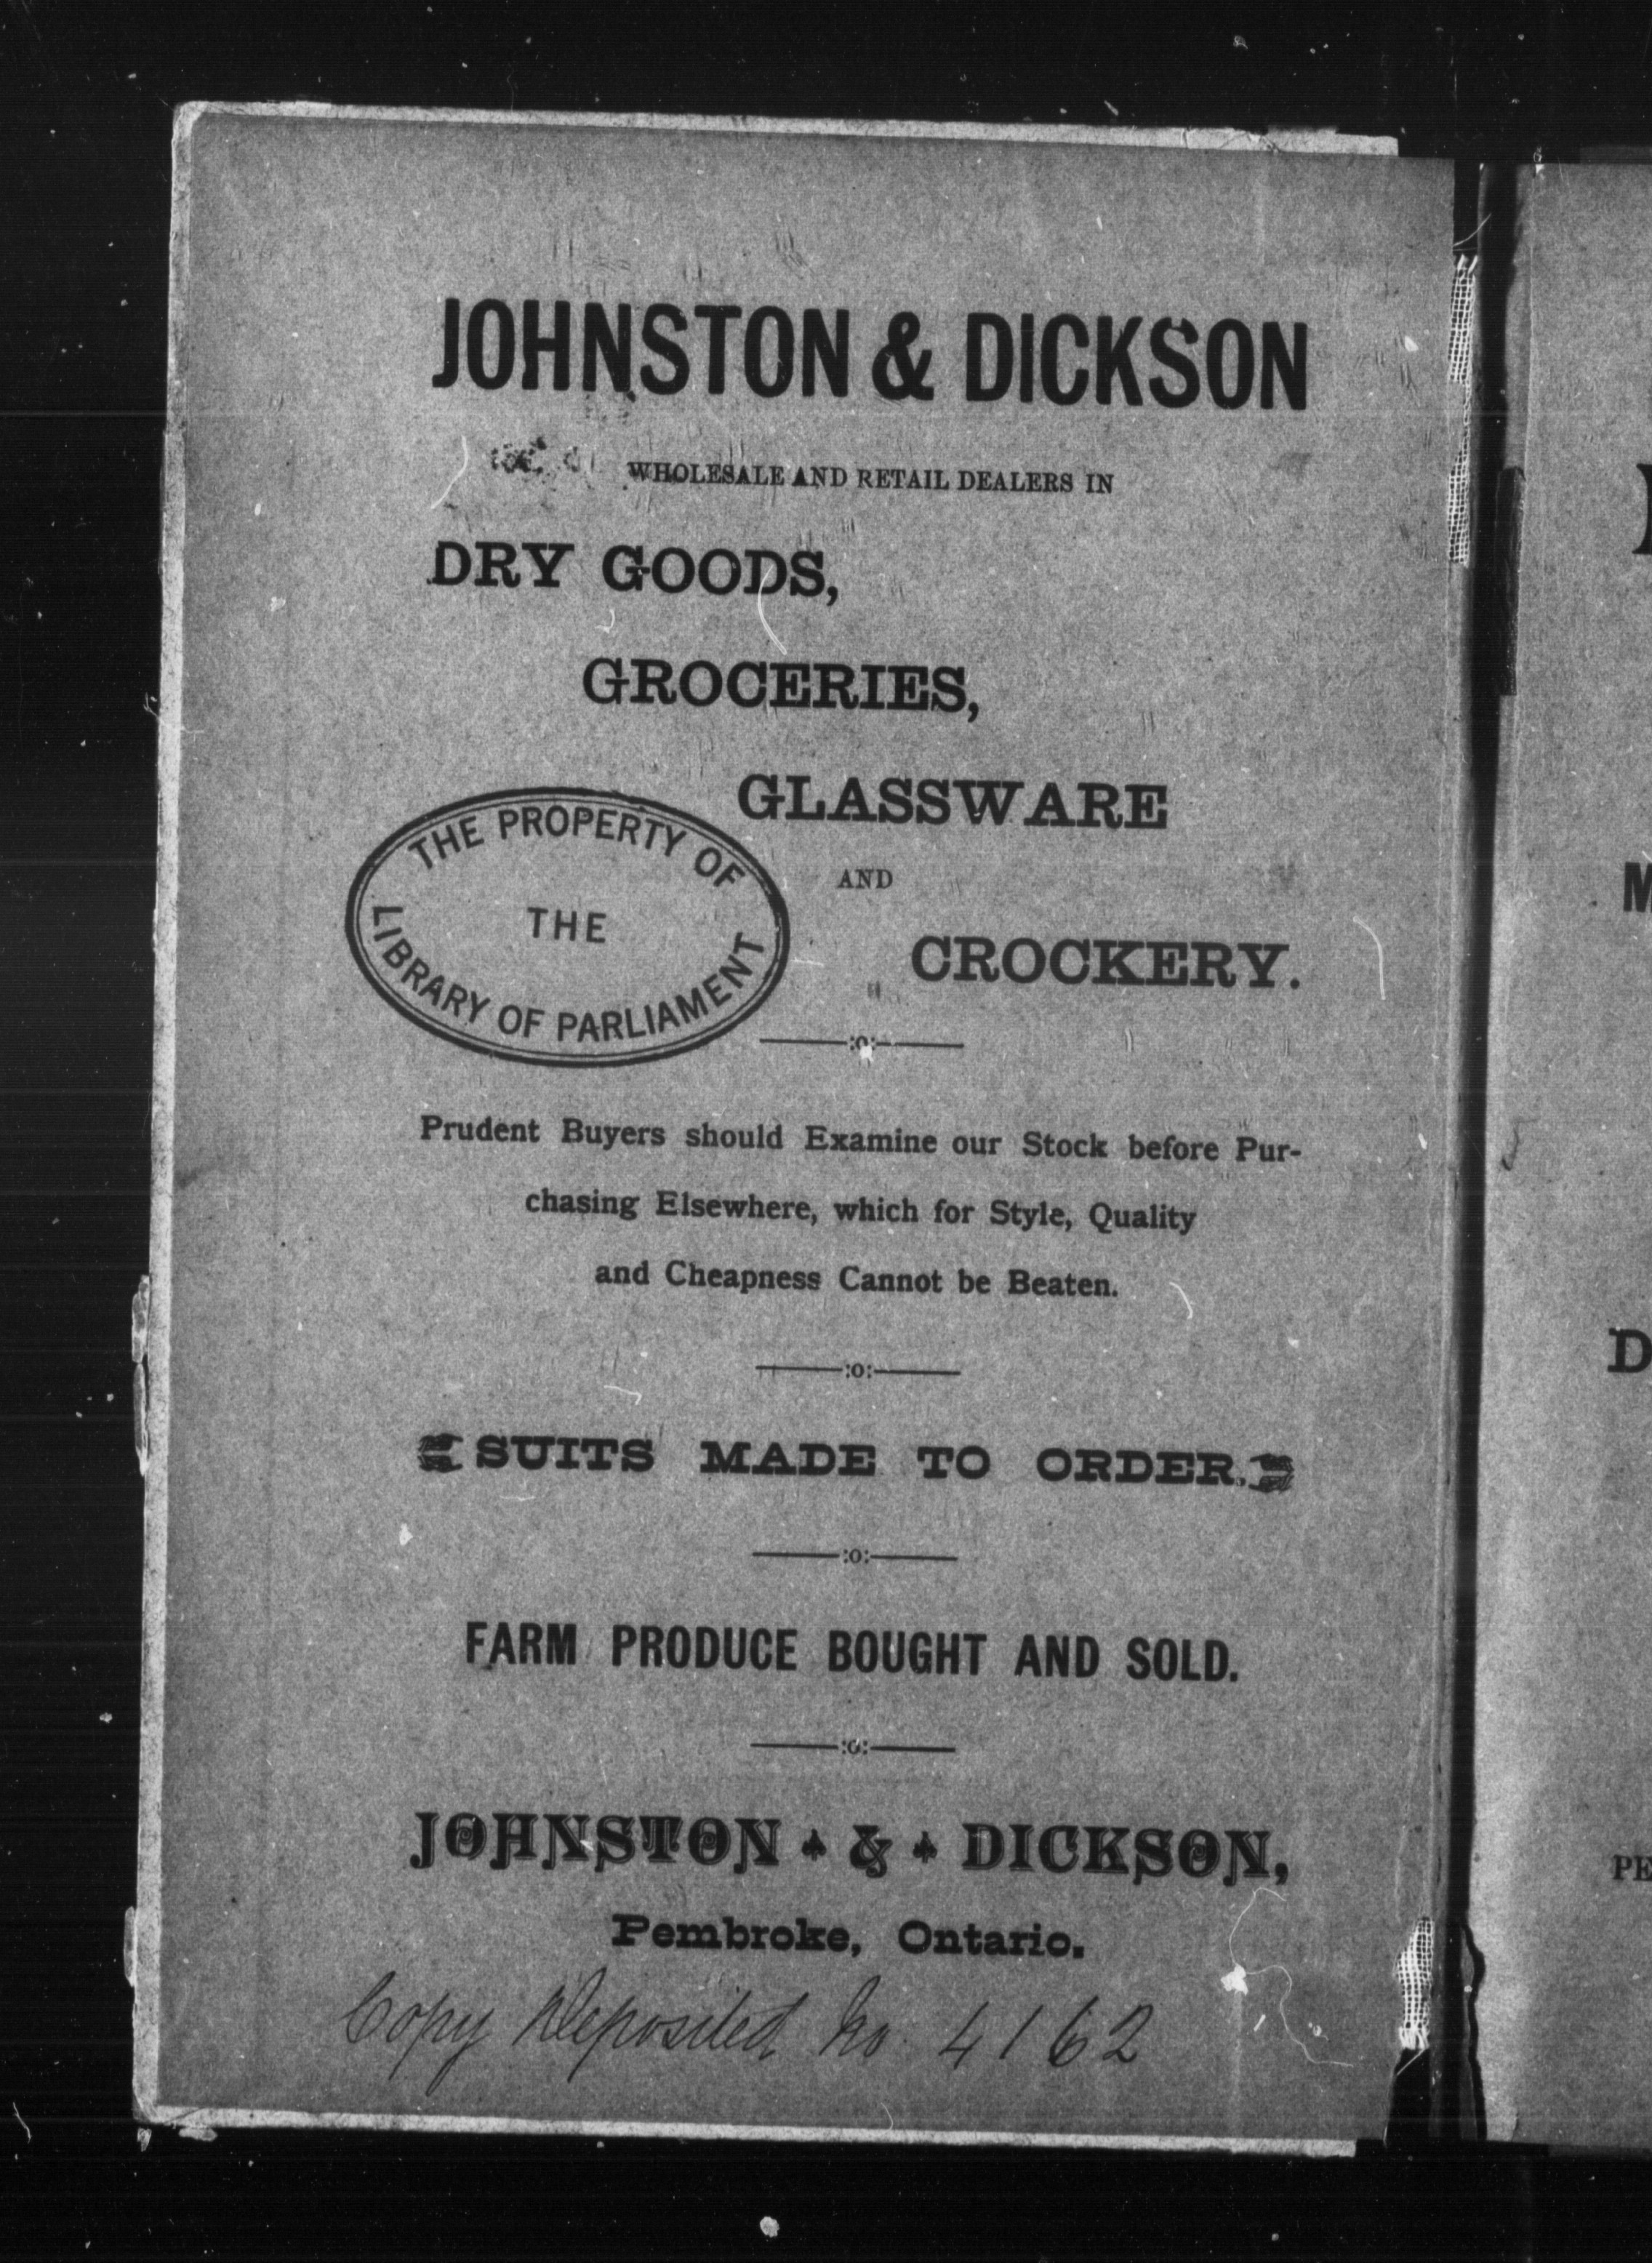 JOHNSTON & DICKSON
WHOLESALE AND RETAIL DEALERS IN
DRY GOODS,
GROCERIES,
GLASSWARE
AND
CROCKERY.
THE PROPERTY OF
THE
LIBRARY OF PARLIAMENT
:o:
Prudent Buyers should Examine our Stock before Pur-
chasing Elsewhere, which for Style, Quality
and Cheapness Cannot be Beaten.
:o:
SUITS MADE TO ORDER.
:o:
FARM PRODUCE BOUGHT AND SOLD.
:o:
JOHNSTON & DICKSON,
Pembroke, Ontario.
Copy Deposited No 4162
M
D
PE